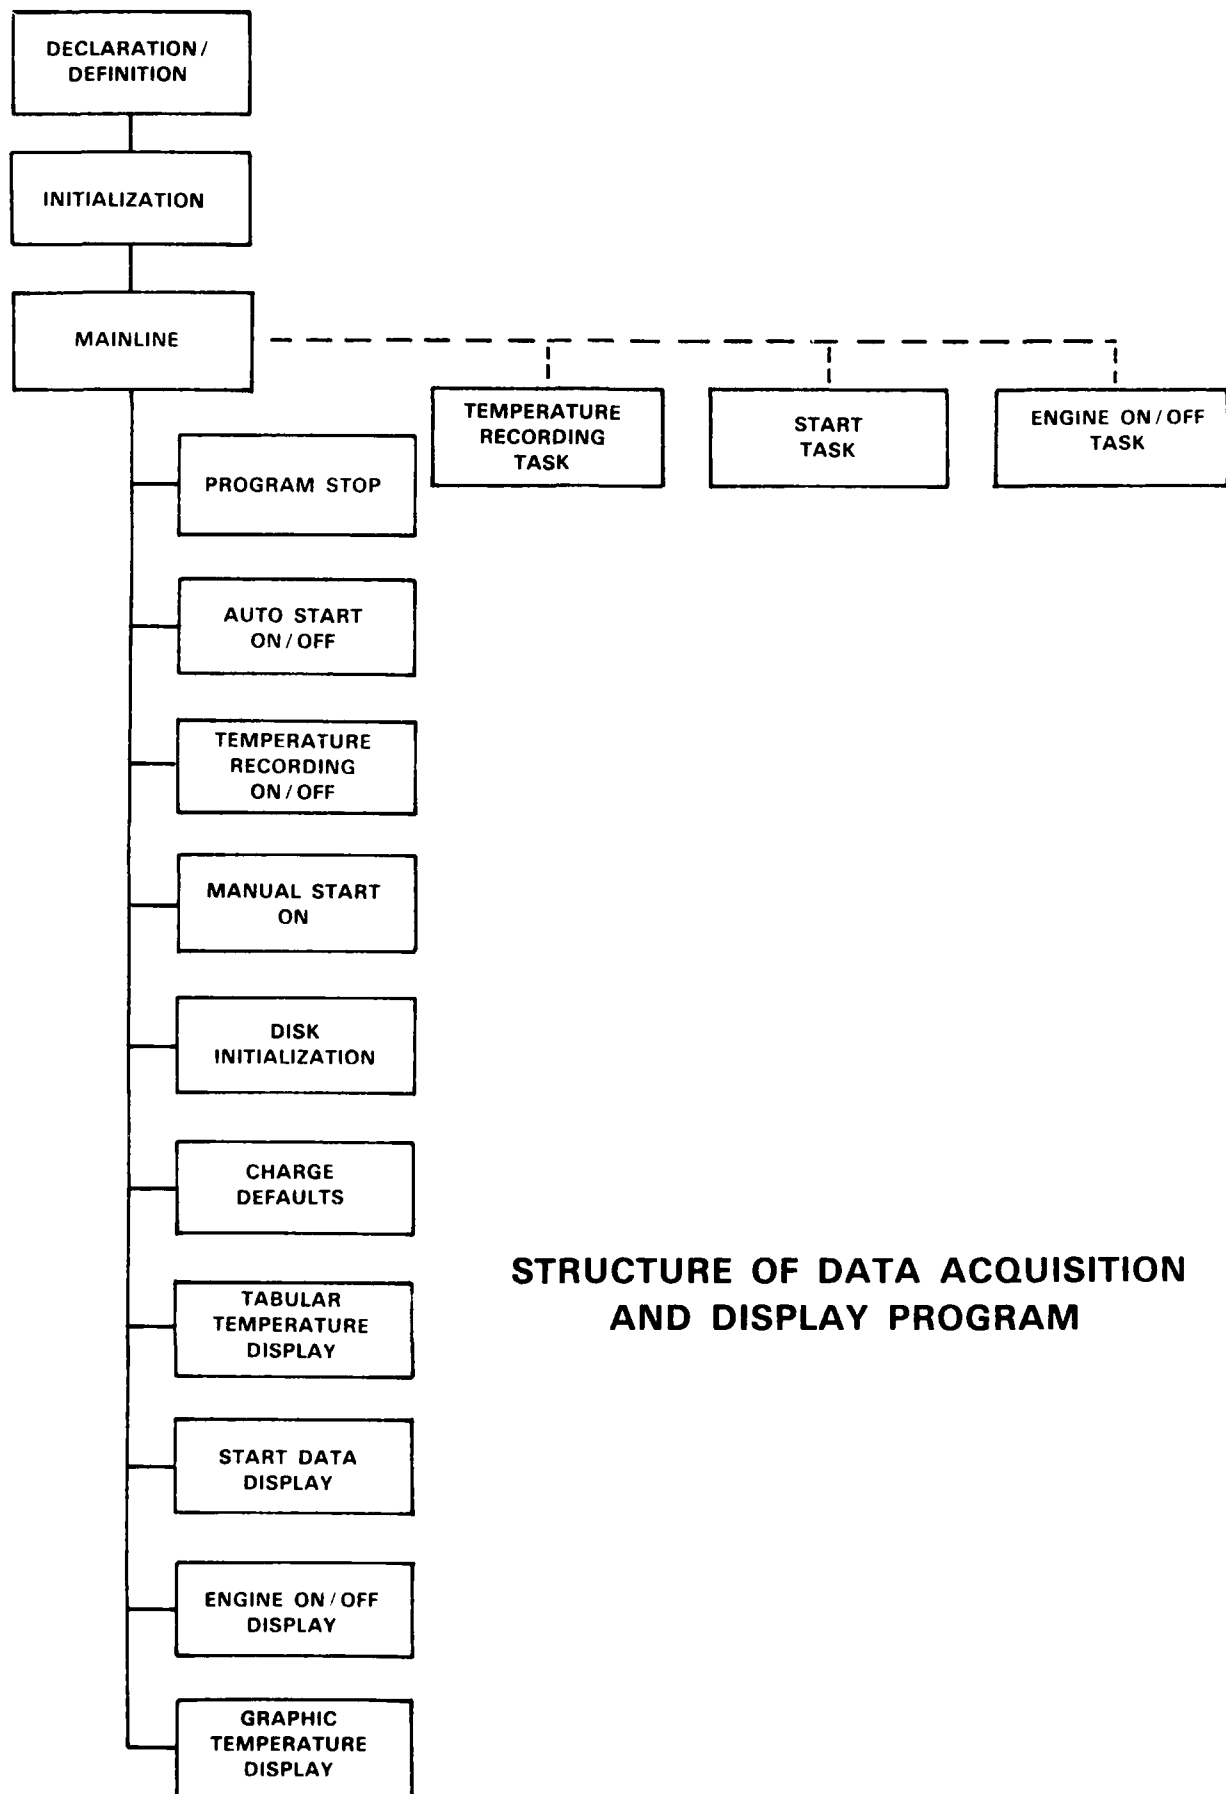 DECLARATION/
DEFINITION
INITIALIZATION
MAINLINE
TEMPERATURE
RECORDING
TASK
START
TASK
ENGINE ON/OFF
TASK
PROGRAM STOP
AUTO START
ON/OFF
TEMPERATURE
RECORDING
ON/OFF
MANUAL START
ON
DISK
INITIALIZATION
CHARGE
DEFAULTS
TABULAR
TEMPERATURE
DISPLAY
START DATA
DISPLAY
ENGINE ON/OFF
DISPLAY
GRAPHIC
TEMPERATURE
DISPLAY
STRUCTURE OF DATA ACQUISITION
AND DISPLAY PROGRAM